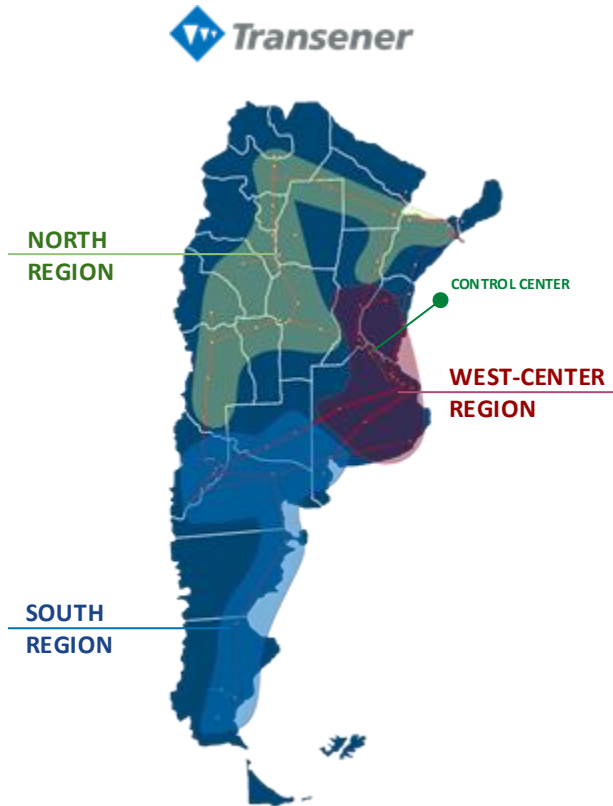 Transener
NORTH
REGION
CONTROL CENTER
WEST-CENTER
REGION
SOUTH
REGION